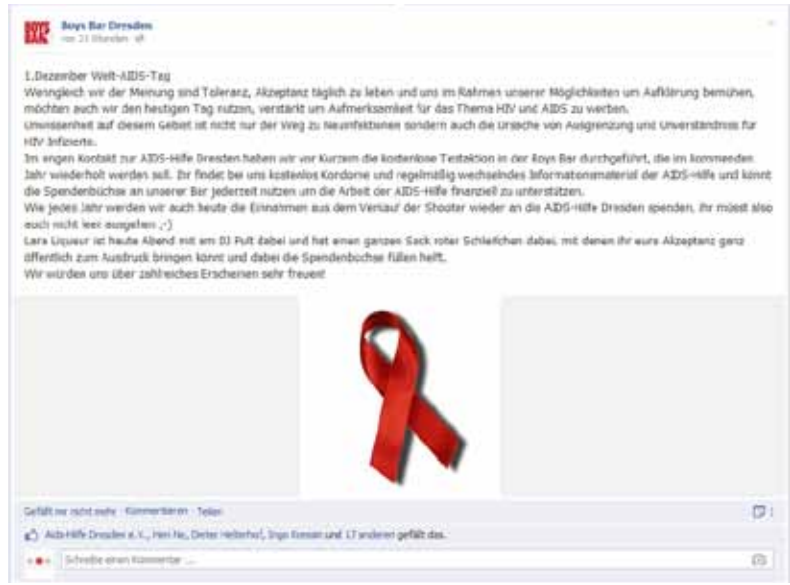 BOYS BAR
Boys Bar Dresden
vor 21 Stunden
1.Dezember Welt-AIDS-Tag
Wenngleich wir der Meinung sind Toleranz, Akzeptanz täglich zu leben und uns im Rahmen unserer Möglichkeiten um Aufklärung bemühen,
möchten auch wir den heutigen Tag nutzen, verstärkt um Aufmerksamkeit für das Thema HIV und AIDS zu werben.
Unwissenheit auf diesem Gebiet ist nicht nur der Weg zu Neuinfektionen sondern auch die Ursache von Ausgrenzung und Unverständniss für
HIV Infizierte.
Im engen Kontakt zur AIDS-Hilfe Dresden haben wir vor Kurzem die kostenlose Testaktion in der Boys Bar durchgeführt, die im kommenden
Jahr wiederholt werden soll. Ihr findet bei uns kostenlos Kondome und regelmäßig wechselndes Informationsmaterial der AIDS-Hilfe und könnt
die Spendenbüchse an unserer Bar jederzeit nutzen um die Arbeit der AIDS-Hilfe finanziell zu unterstützen.
Wie jedes Jahr werden wir auch heute die Einnahmen aus dem Verkauf der Shooter wieder an die AIDS-Hilfe Dresden spenden, ihr müsst also
auch nicht leer ausgehen ;-)
Lara Liqueur ist heute Abend mit am DJ Pult dabei und hat einen ganzen Sack roter Schleifchen dabei, mit denen ihr eure Akzeptanz ganz
öffentlich zum Ausdruck bringen könnt und dabei die Spendenbüchse füllen helft.
Wir würden uns über zahlreiches Erscheinen sehr freuen!
Gefällt mir nicht mehr · Kommentieren · Teilen
1
Aids-Hilfe Dresden e. V., Dieter und 17 anderen gefällt das.
Schreibe einen Kommentar ...